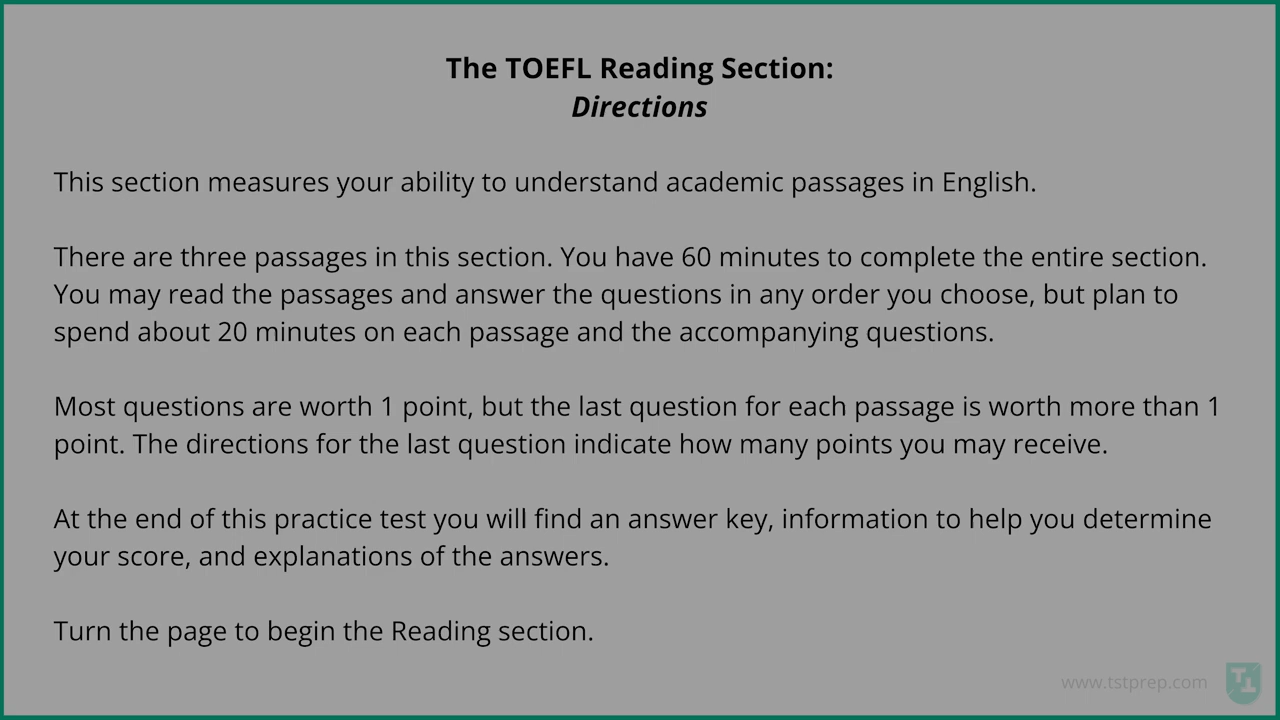 The TOEFL Reading Section:
Directions
This section measures your ability to understand academic passages in English.
There are three passages in this section. You have 60 minutes to complete the entire section.
You may read the passages and answer the questions in any order you choose, but plan to
spend about 20 minutes on each passage and the accompanying questions.
Most questions are worth 1 point, but the last question for each passage is worth more than 1
point. The directions for the last question indicate how many points you may receive.
At the end of this practice test you will find an answer key, information to help you determine
your score, and explanations of the answers.
Turn the page to begin the Reading section.
www.tstprep.com